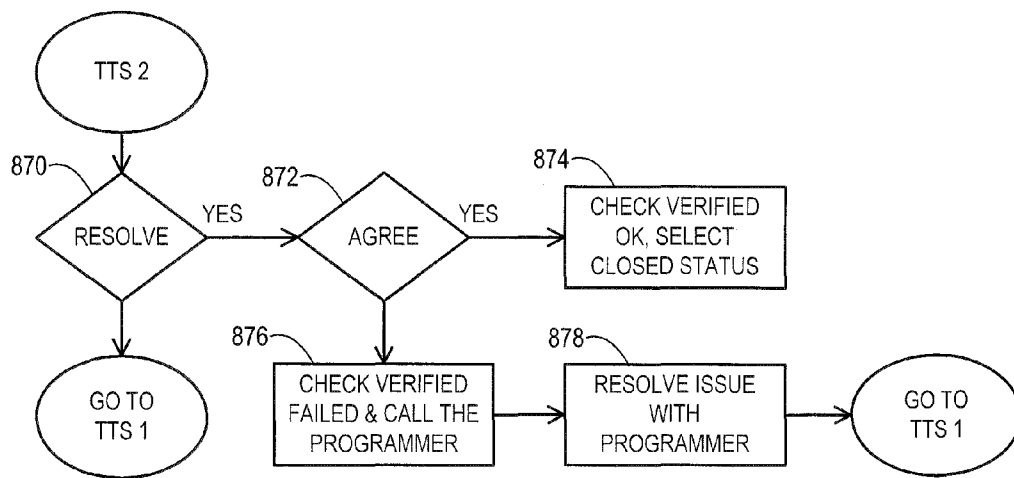 TTS 2
870
RESOLVE
YES
872
AGREE
YES
874
CHECK VERIFIED
OK, SELECT
CLOSED STATUS
GO TO
TTS 1
876
CHECK VERIFIED
FAILED & CALL THE
PROGRAMMER
878
RESOLVE ISSUE
WITH
PROGRAMMER
GO TO
TTS 1